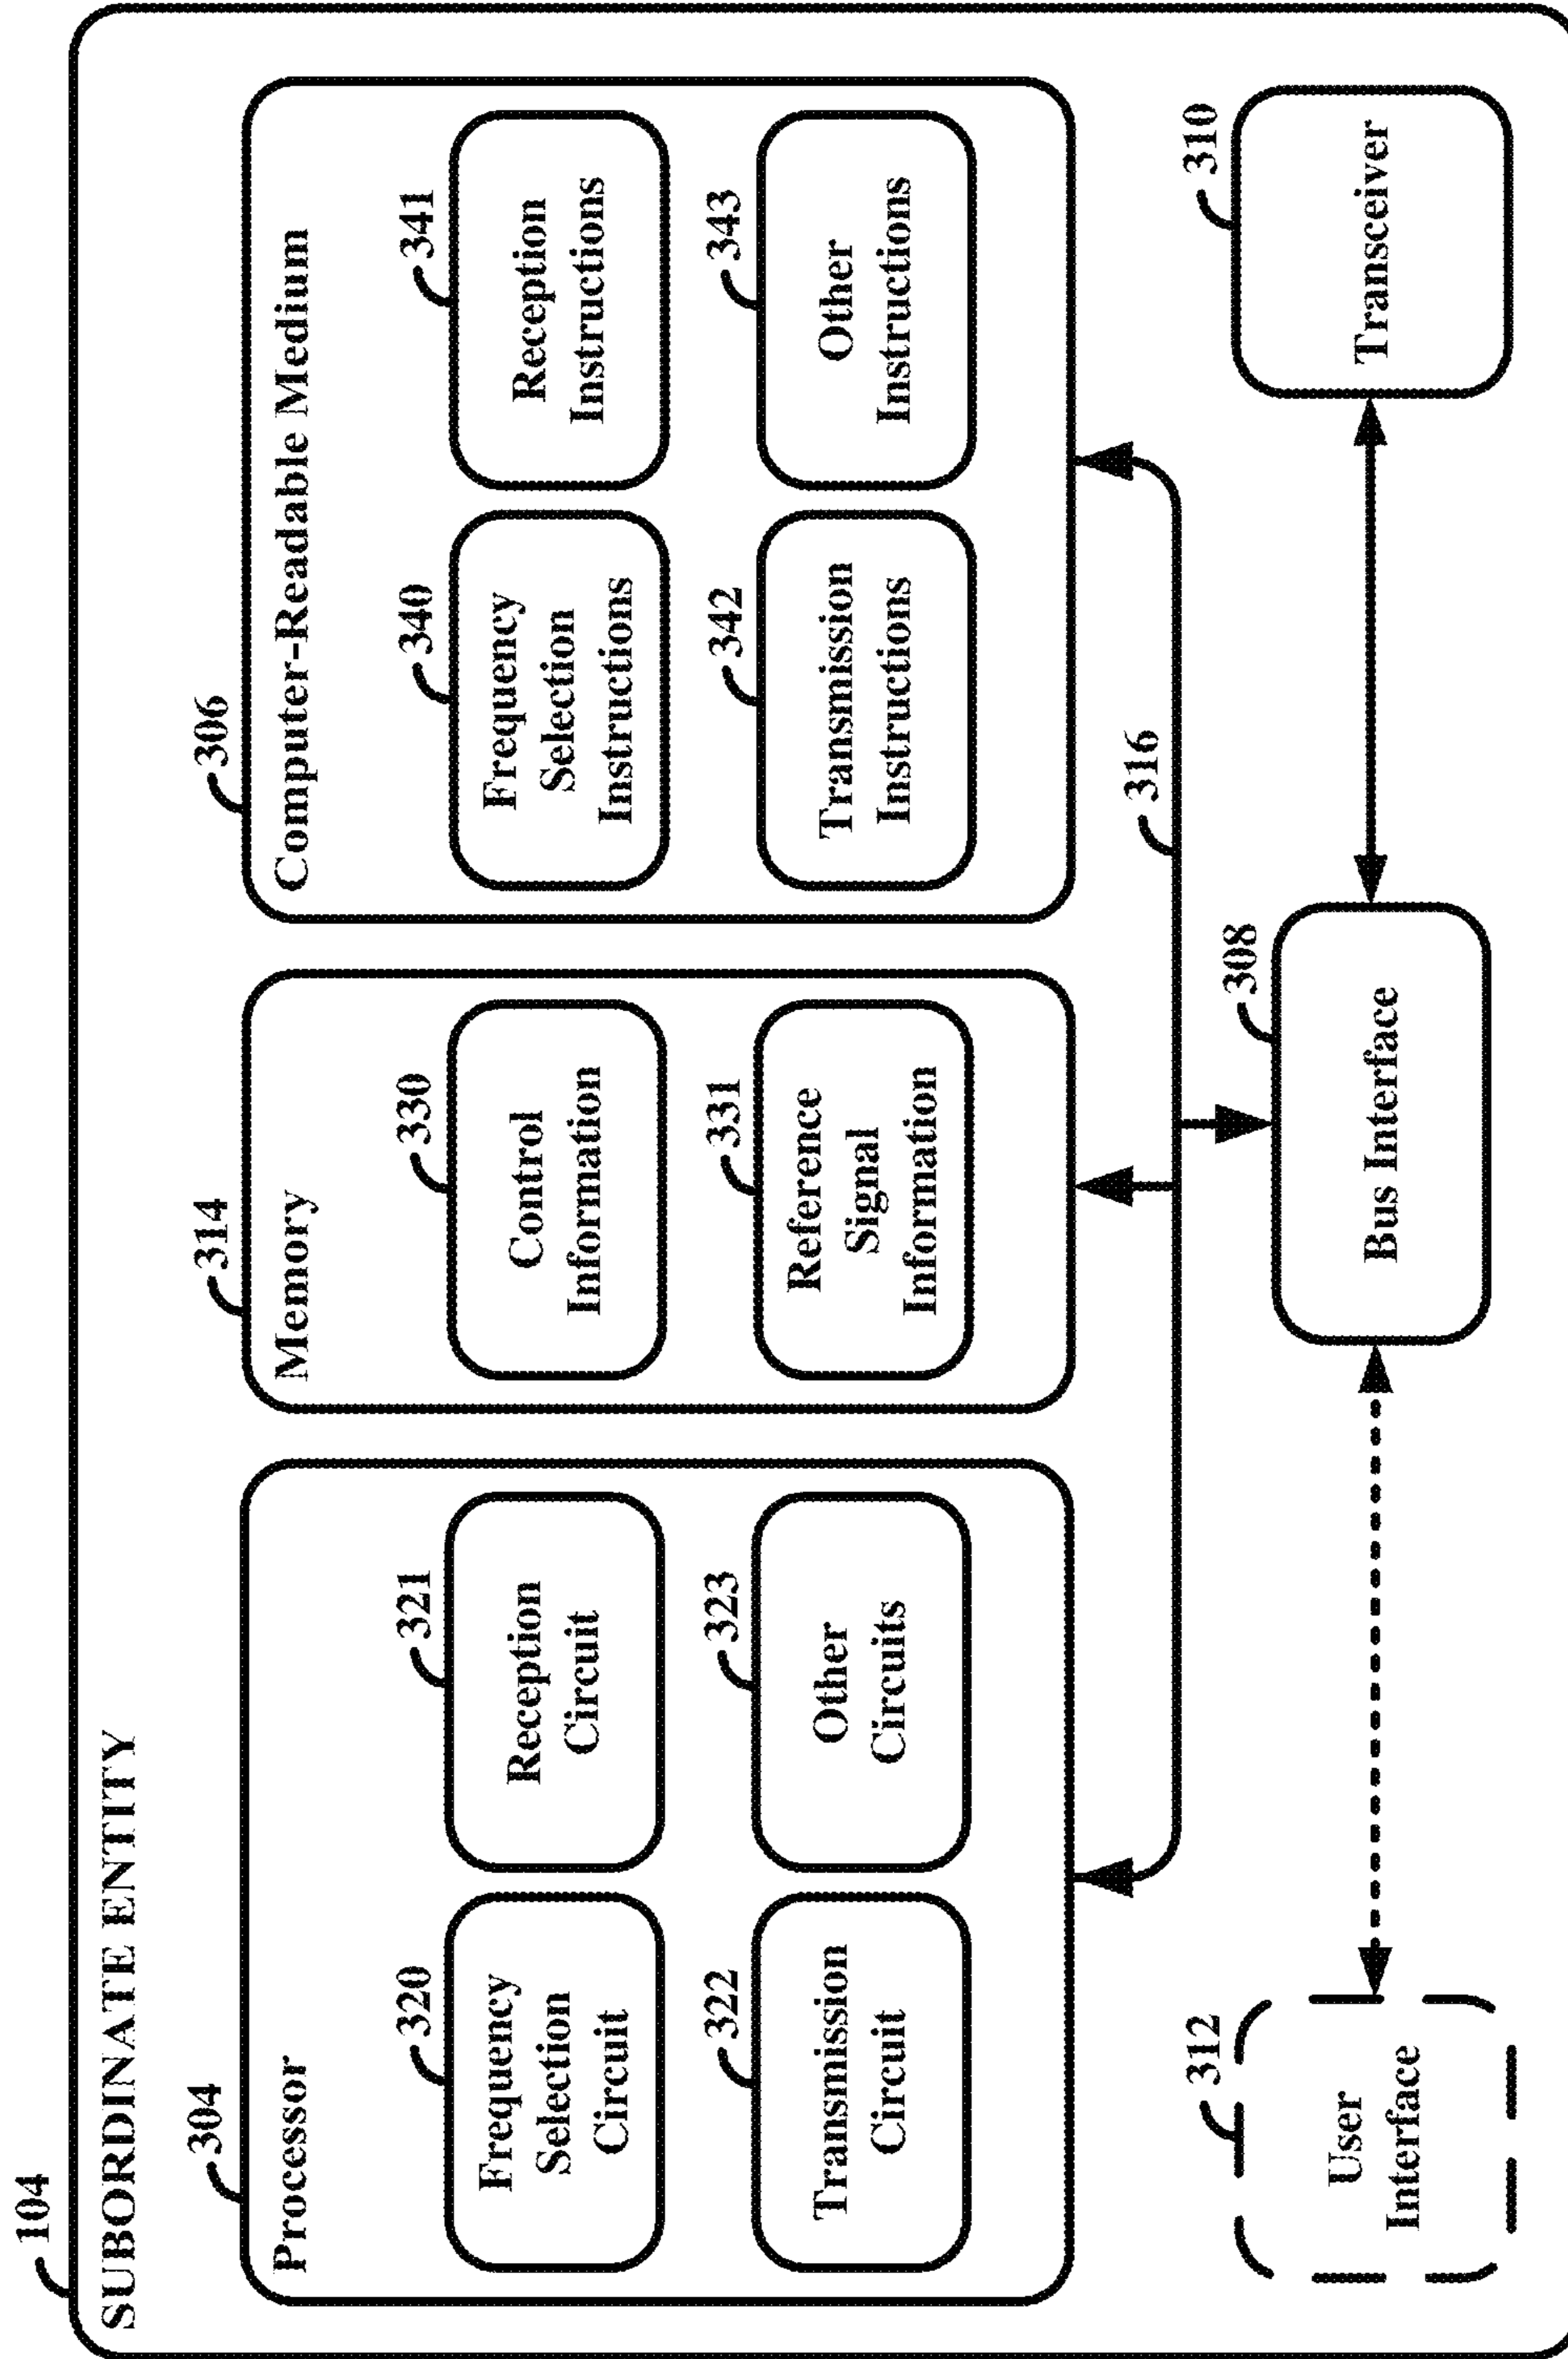 104
SUBORDINATE ENTITY
304
Processor
320
Frequency
Selection
Circuit
321
Reception
Circuit
322
Transmission
Circuit
323
Other
Circuits
314
Memory
330
Control
Information
331
Reference
Signal
Information
306
Computer-Readable Medium
340
Frequency
Selection
Instructions
341
Reception
Instructions
342
Transmission
Instructions
343
Other
Instructions
316
312
User
Interface
308
Bus Interface
310
Transceiver